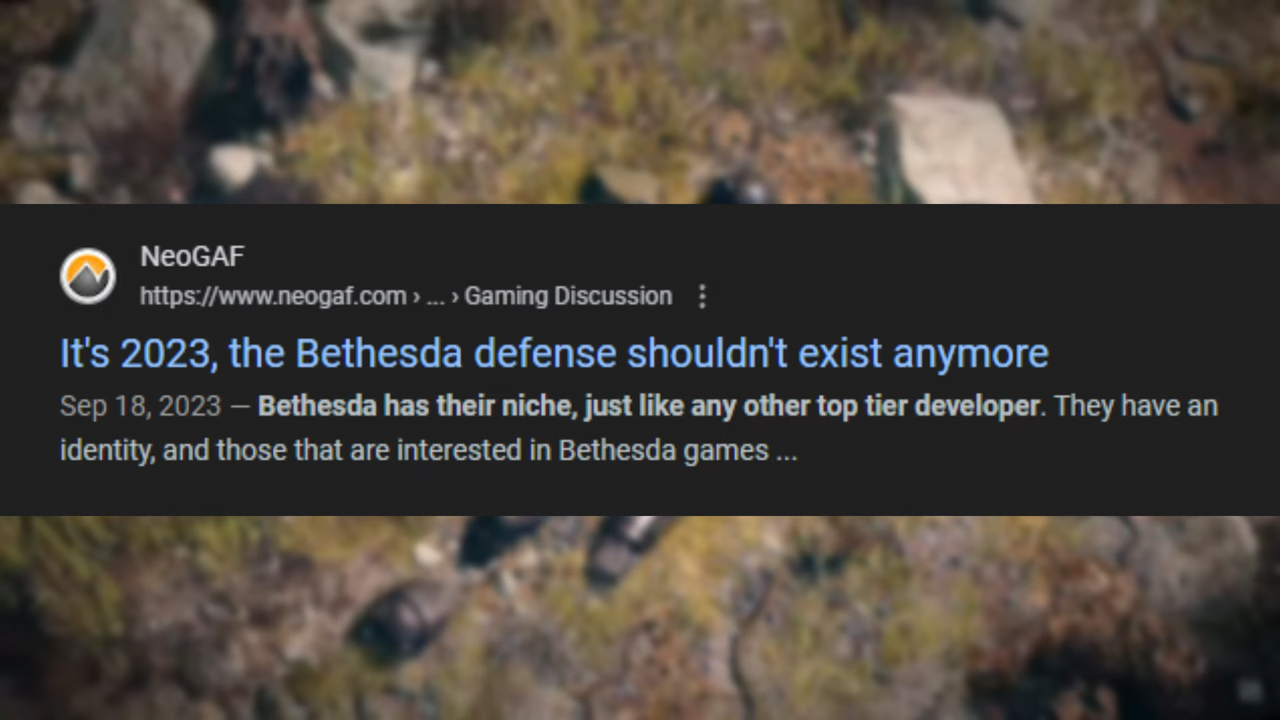 NeoGAF
https://www.neogaf.com › ... › Gaming Discussion
It's 2023, the Bethesda defense shouldn't exist anymore
Sep 18, 2023 — Bethesda has their niche, just like any other top tier developer. They have an
identity, and those that are interested in Bethesda games ...